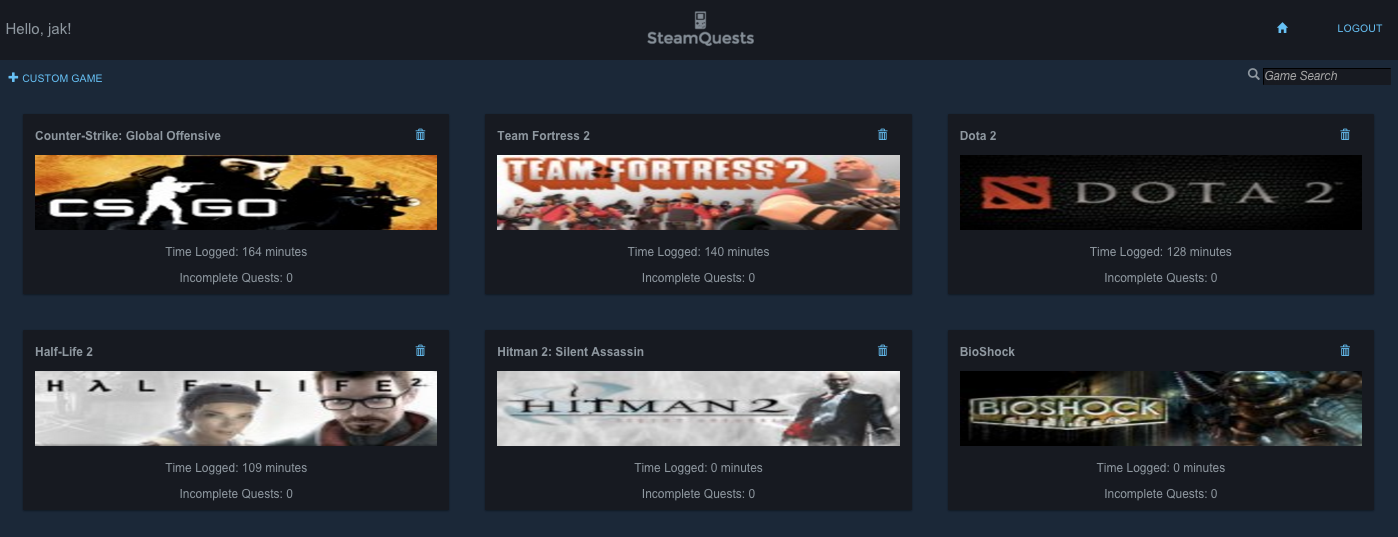 Hello, jak!
SteamQuests
LOGOUT
CUSTOM GAME
Game Search
Counter-Strike: Global Offensive
Team Fortress 2
Dota 2
CS GO
TEAM FORTRESS 2
DOTA 2
Time Logged: 164 minutes
Time Logged: 140 minutes
Time Logged: 128 minutes
Incomplete Quests: 0
Incomplete Quests: 0
Incomplete Quests: 0
Half-Life 2
Hitman 2: Silent Assassin
BioShock
HALF-LIFE 2
HITMAN 2
BIOSHOCK
Time Logged: 109 minutes
Time Logged: 0 minutes
Time Logged: 0 minutes
Incomplete Quests: 0
Incomplete Quests: 0
Incomplete Quests: 0